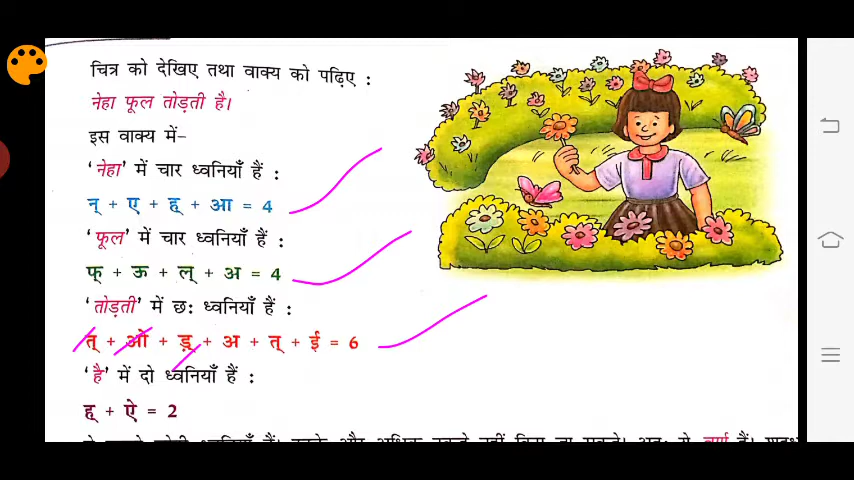 चित्र को देखिए तथा वाक्य को पढ़िए :
नेहा फूल तोड़ती है।
इस वाक्य में–
‘नेहा’ में चार ध्वनियाँ हैं :
न् + ए + ह् + आ = 4
‘फूल’ में चार ध्वनियाँ हैं :
फ् + ऊ + ल् + अ = 4
‘तोड़ती’ में छः ध्वनियाँ हैं :
त् + ओ + ड़् + अ + त् + ई = 6
‘है’ में दो ध्वनियाँ हैं :
ह् + ऐ = 2